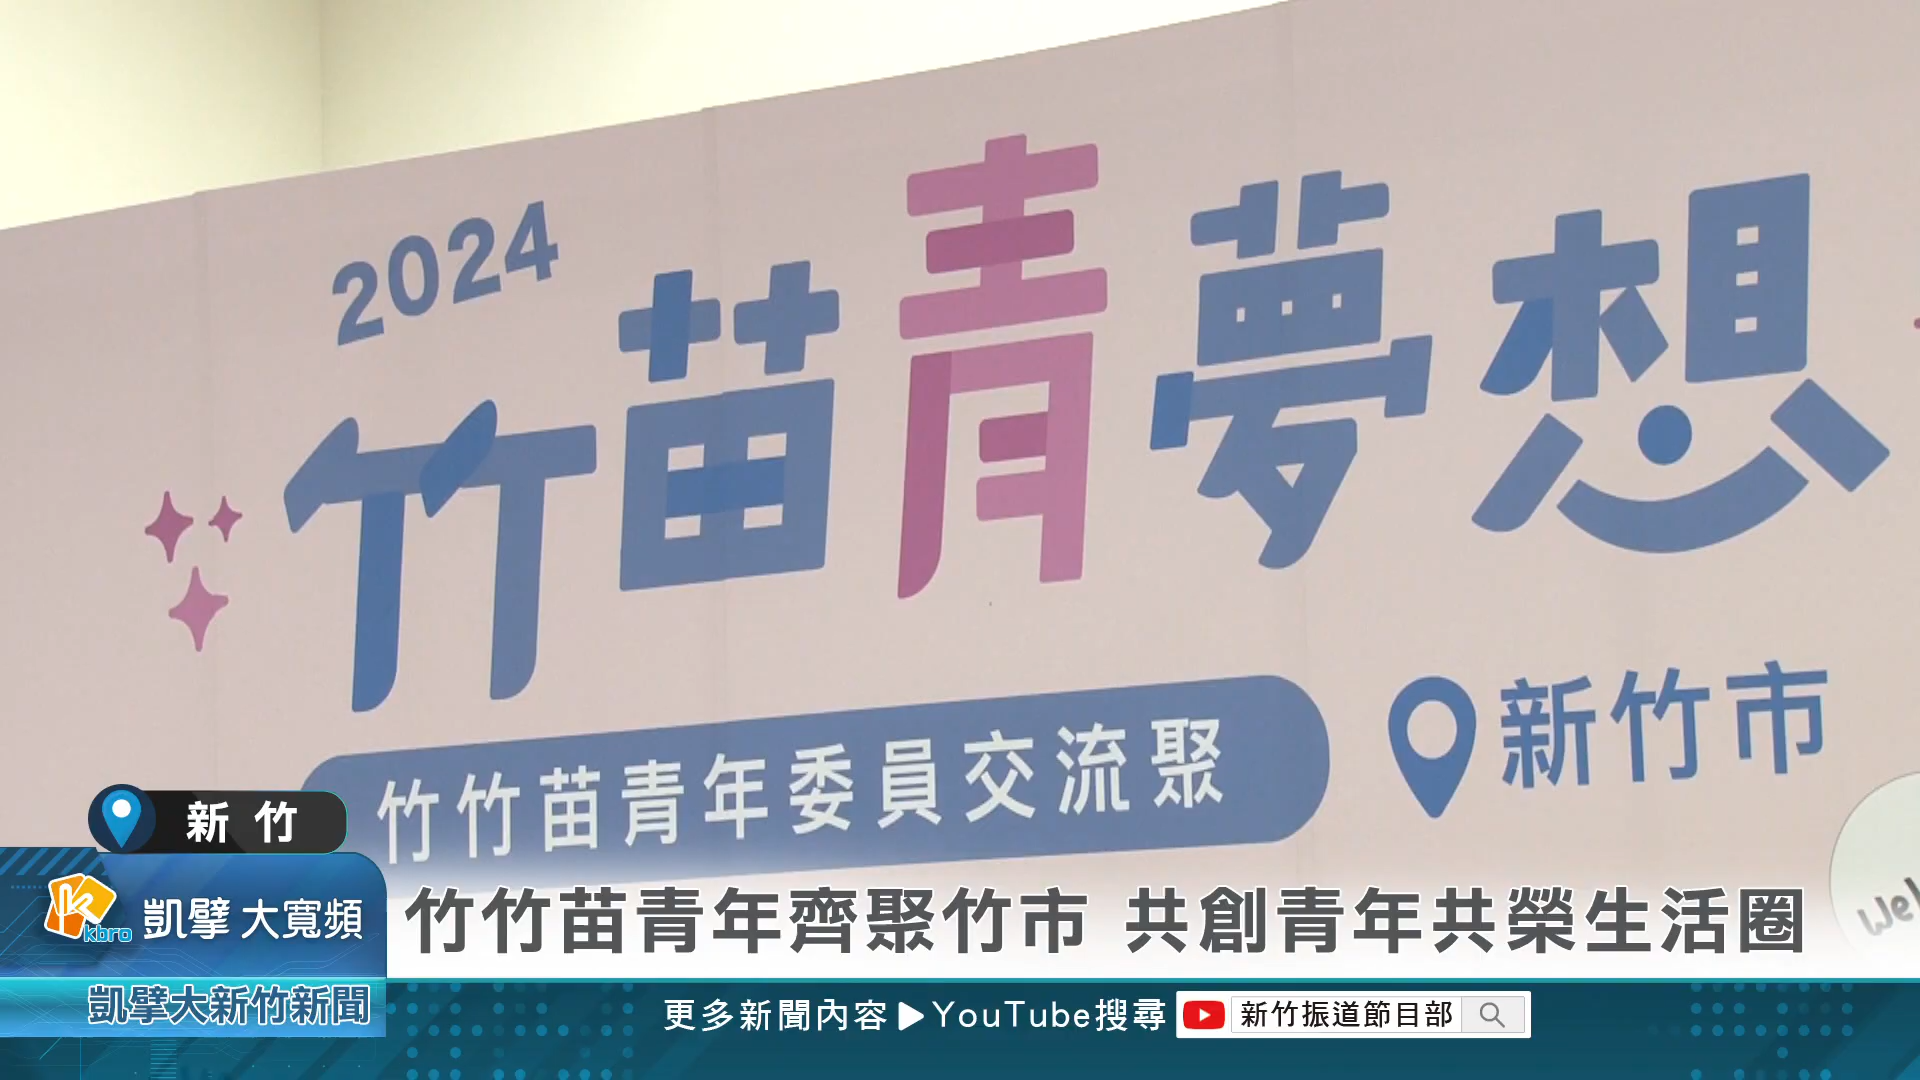 2024
竹苗青夢想
竹竹苗青年委員交流聚
新竹市
Wel
新竹
kbro
凱擘大寬頻
竹竹苗青年齊聚竹市 共創青年共榮生活圈
凱擘大新竹新聞
更多新聞內容▶YouTube搜尋 新竹振道節目部